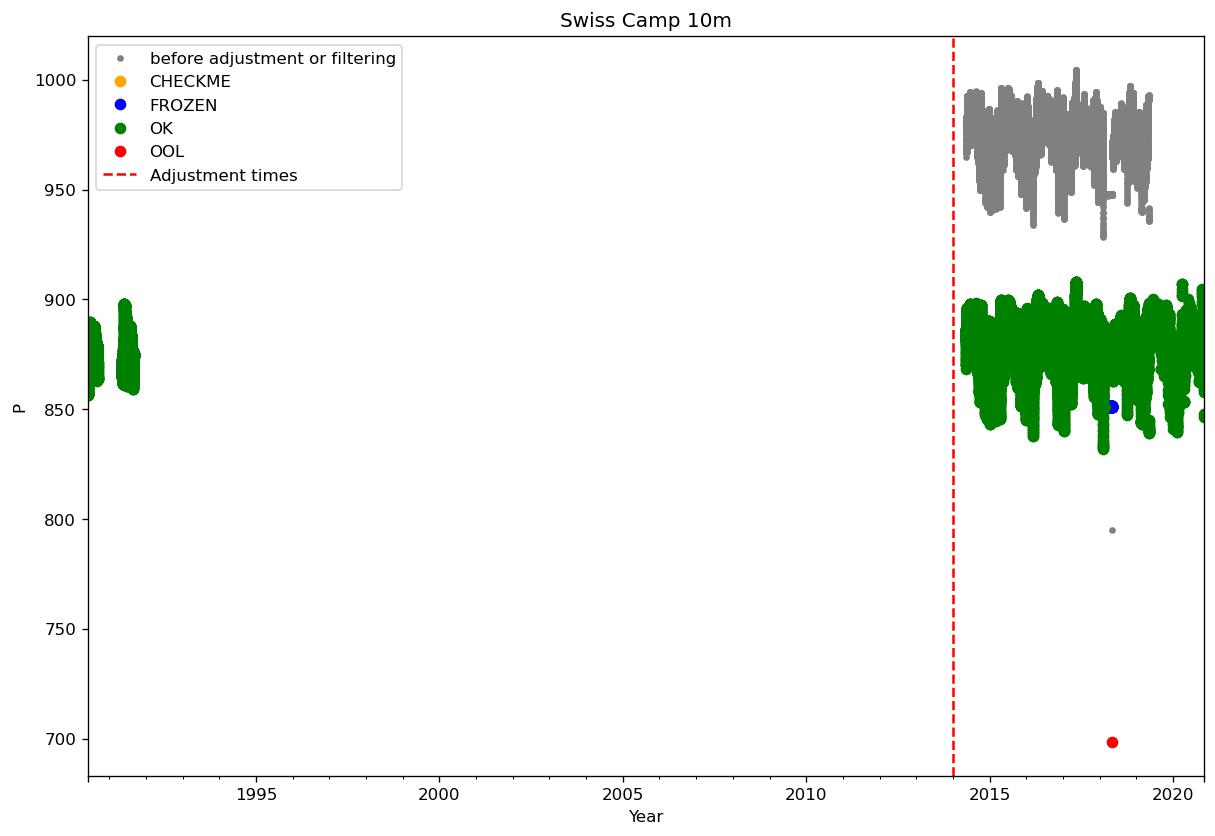 Swiss Camp 10m
before adjustment or filtering
CHECKME
FROZEN
OK
OOL
Adjustment times
P
1000
950
900
850
800
750
700
1995
2000
2005
2010
2015
2020
Year